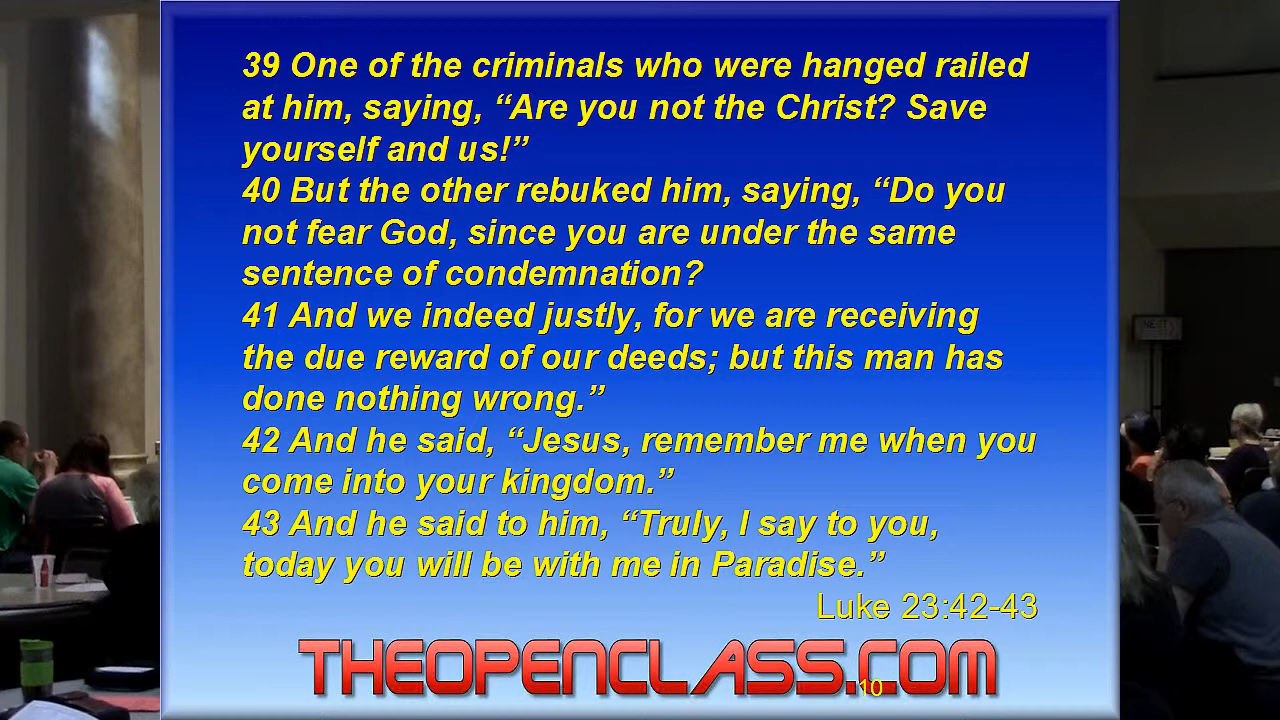 39 One of the criminals who were hanged railed
at him, saying, “Are you not the Christ? Save
yourself and us!”
40 But the other rebuked him, saying, “Do you
not fear God, since you are under the same
sentence of condemnation?
41 And we indeed justly, for we are receiving
the due reward of our deeds; but this man has
done nothing wrong.”
42 And he said, “Jesus, remember me when you
come into your kingdom.”
43 And he said to him, “Truly, I say to you,
today you will be with me in Paradise.”
Luke 23:42-43
THEOPENCLASS.COM
10